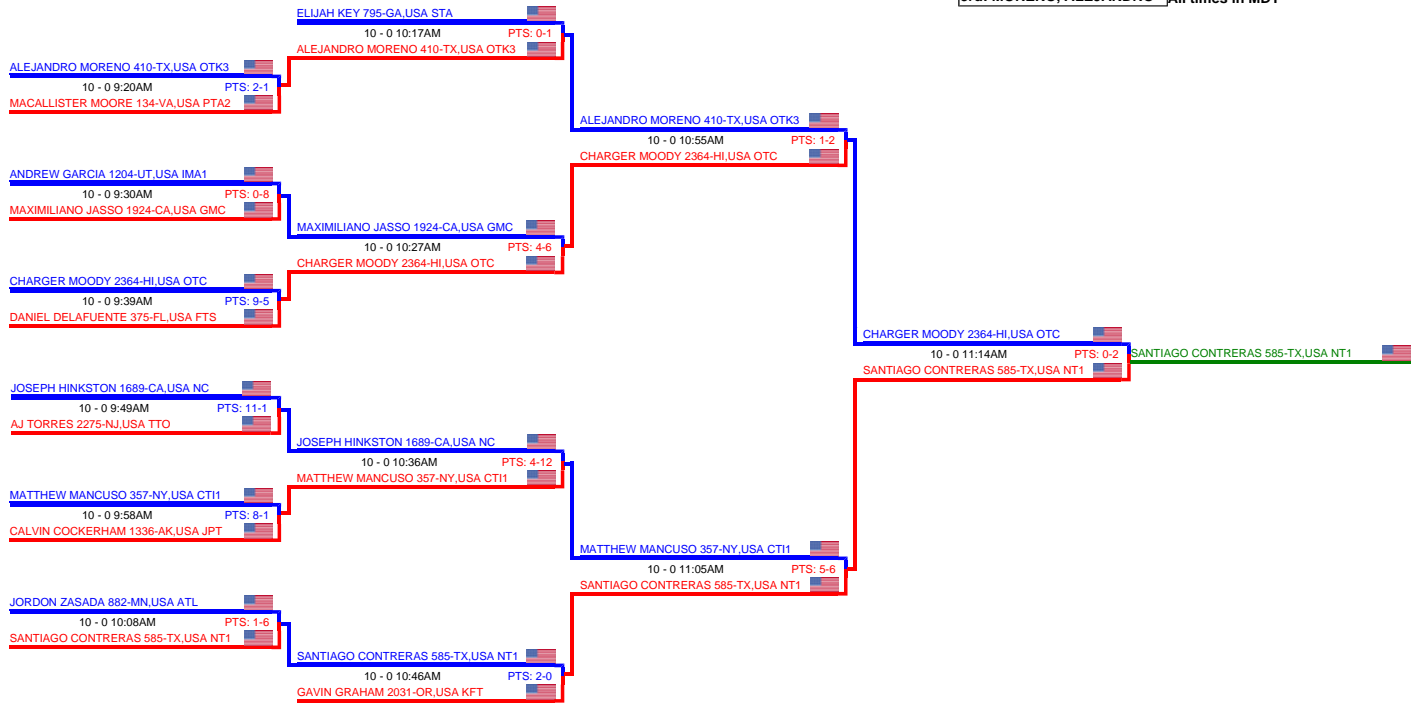 All times in MDT
ELIJAH KEY 795-GA,USA STA
10 - 0 10:17AM PTS: 0-1
ALEJANDRO MORENO 410-TX,USA OTK3
ALEJANDRO MORENO 410-TX,USA OTK3
10 - 0 9:20AM PTS: 2-1
MACALLISTER MOORE 134-VA,USA PTA2
ALEJANDRO MORENO 410-TX,USA OTK3
10 - 0 10:55AM PTS: 1-2
CHARGER MOODY 2364-HI,USA OTC
ANDREW GARCIA 1204-UT,USA IMA1
10 - 0 9:30AM PTS: 0-8
MAXIMILIANO JASSO 1924-CA,USA GMC
MAXIMILIANO JASSO 1924-CA,USA GMC
10 - 0 10:27AM PTS: 4-6
CHARGER MOODY 2364-HI,USA OTC
CHARGER MOODY 2364-HI,USA OTC
10 - 0 9:39AM PTS: 9-5
DANIEL DELAFUENTE 375-FL,USA FTS
CHARGER MOODY 2364-HI,USA OTC
10 - 0 11:14AM PTS: 0-2
SANTIAGO CONTRERAS 585-TX,USA NT1
SANTIAGO CONTRERAS 585-TX,USA NT1
JOSEPH HINKSTON 1689-CA,USA NC
10 - 0 9:49AM PTS: 11-1
AJ TORRES 2275-NJ,USA TTO
JOSEPH HINKSTON 1689-CA,USA NC
10 - 0 10:36AM PTS: 4-12
MATTHEW MANCUSO 357-NY,USA CTI1
MATTHEW MANCUSO 357-NY,USA CTI1
10 - 0 9:58AM PTS: 8-1
CALVIN COCKERHAM 1336-AK,USA JPT
MATTHEW MANCUSO 357-NY,USA CTI1
10 - 0 11:05AM PTS: 5-6
SANTIAGO CONTRERAS 585-TX,USA NT1
JORDON ZASADA 882-MN,USA ATL
10 - 0 10:08AM PTS: 1-6
SANTIAGO CONTRERAS 585-TX,USA NT1
SANTIAGO CONTRERAS 585-TX,USA NT1
10 - 0 10:46AM PTS: 2-0
GAVIN GRAHAM 2031-OR,USA KFT